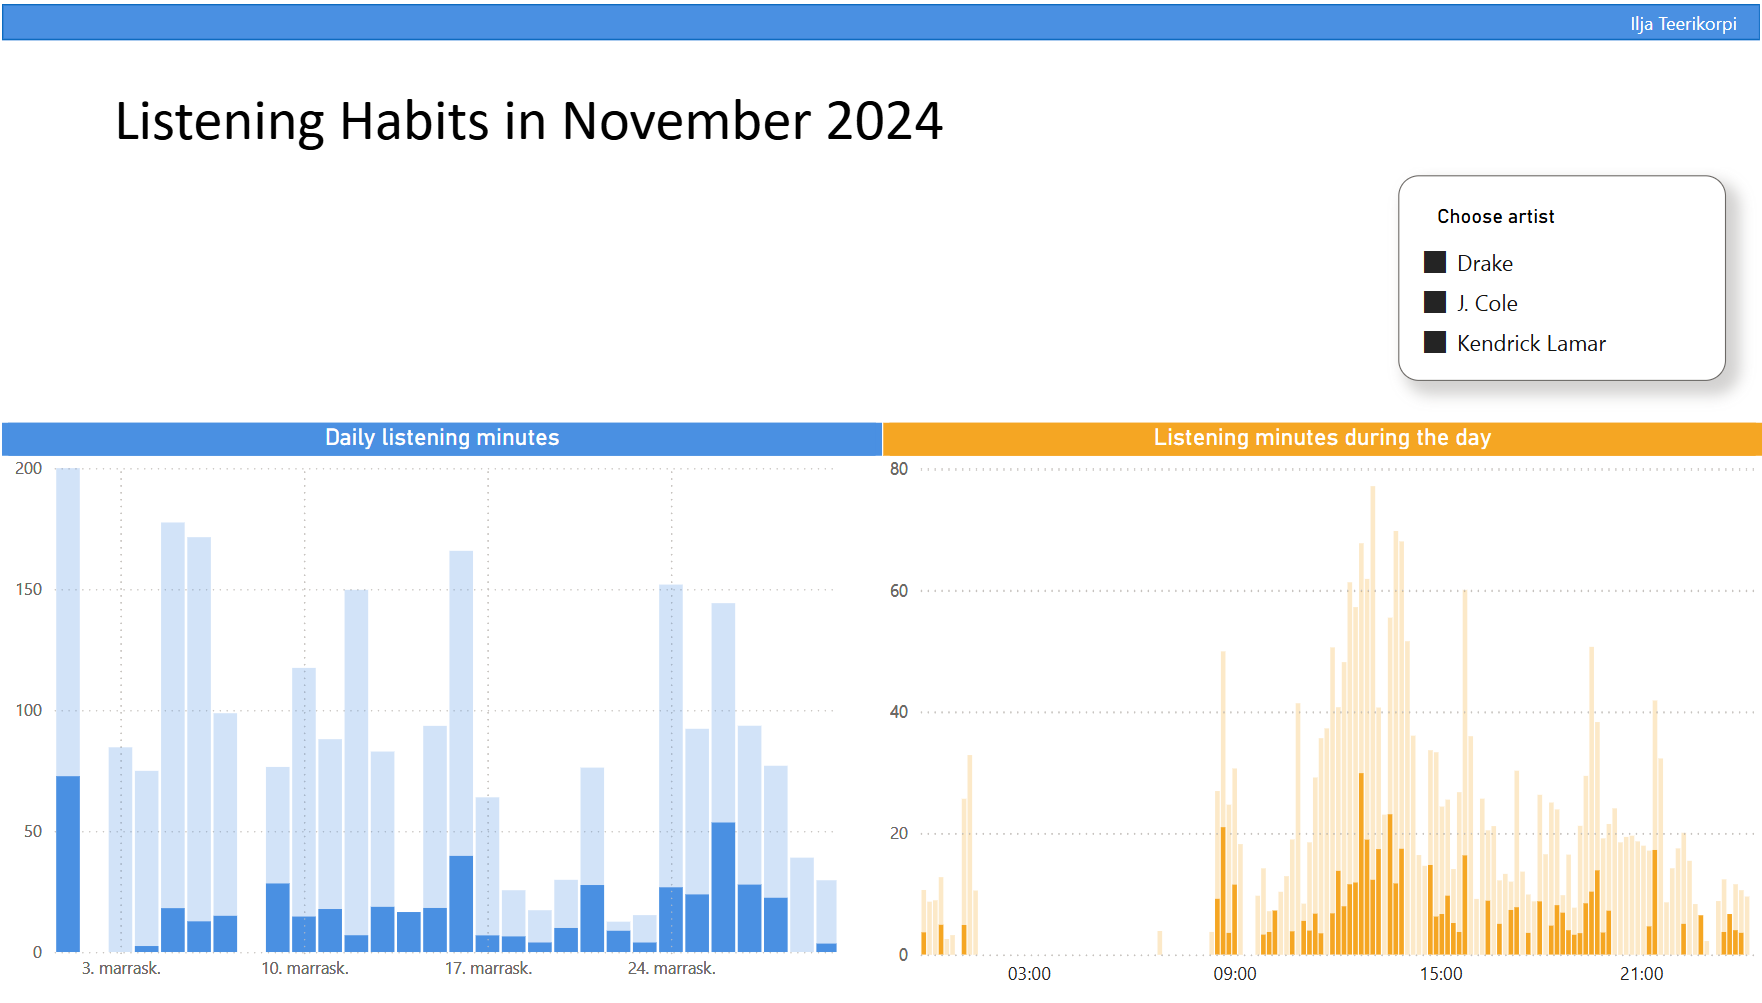 Ilja Teerikorpi
Listening Habits in November 2024
Choose artist
Drake
J. Cole
Kendrick Lamar
Daily listening minutes
200
150
100
50
0
3. marrask.
10. marrask.
17. marrask.
24. marrask.
Listening minutes during the day
80
60
40
20
0
03:00
09:00
15:00
21:00